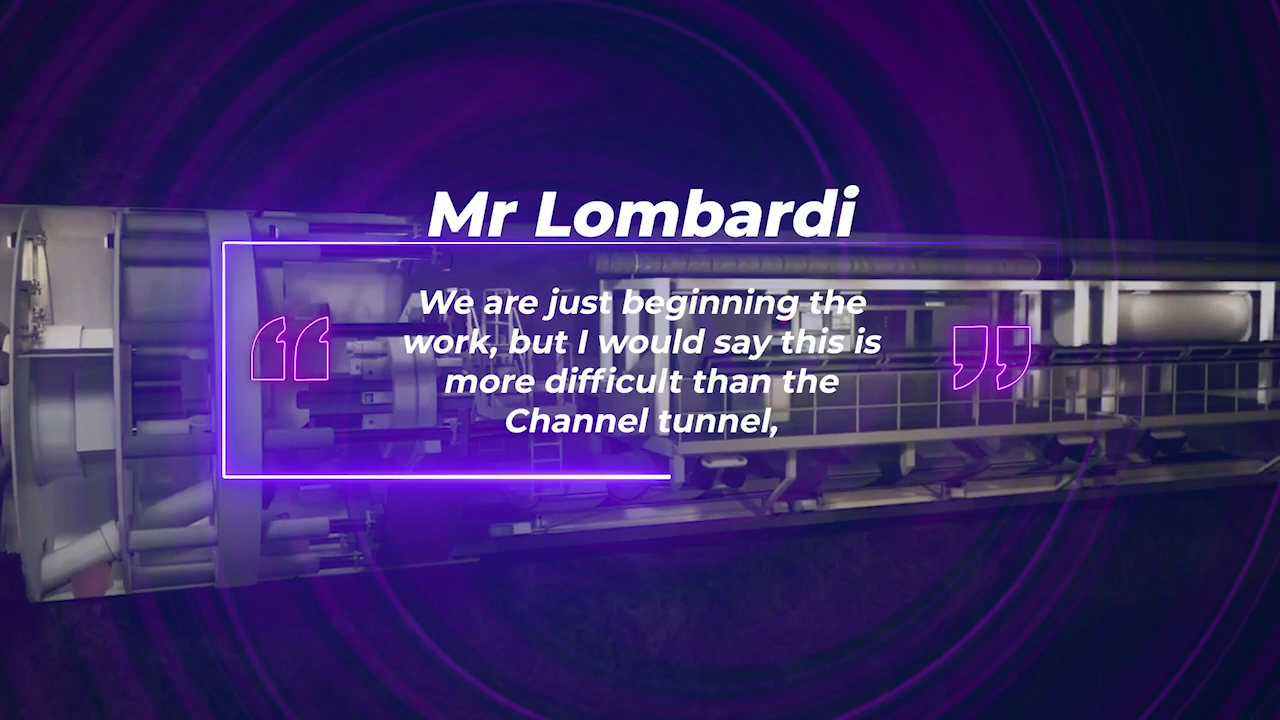 Mr Lombardi
We are just beginning the
work, but I would say this is
more difficult than the
Channel tunnel,